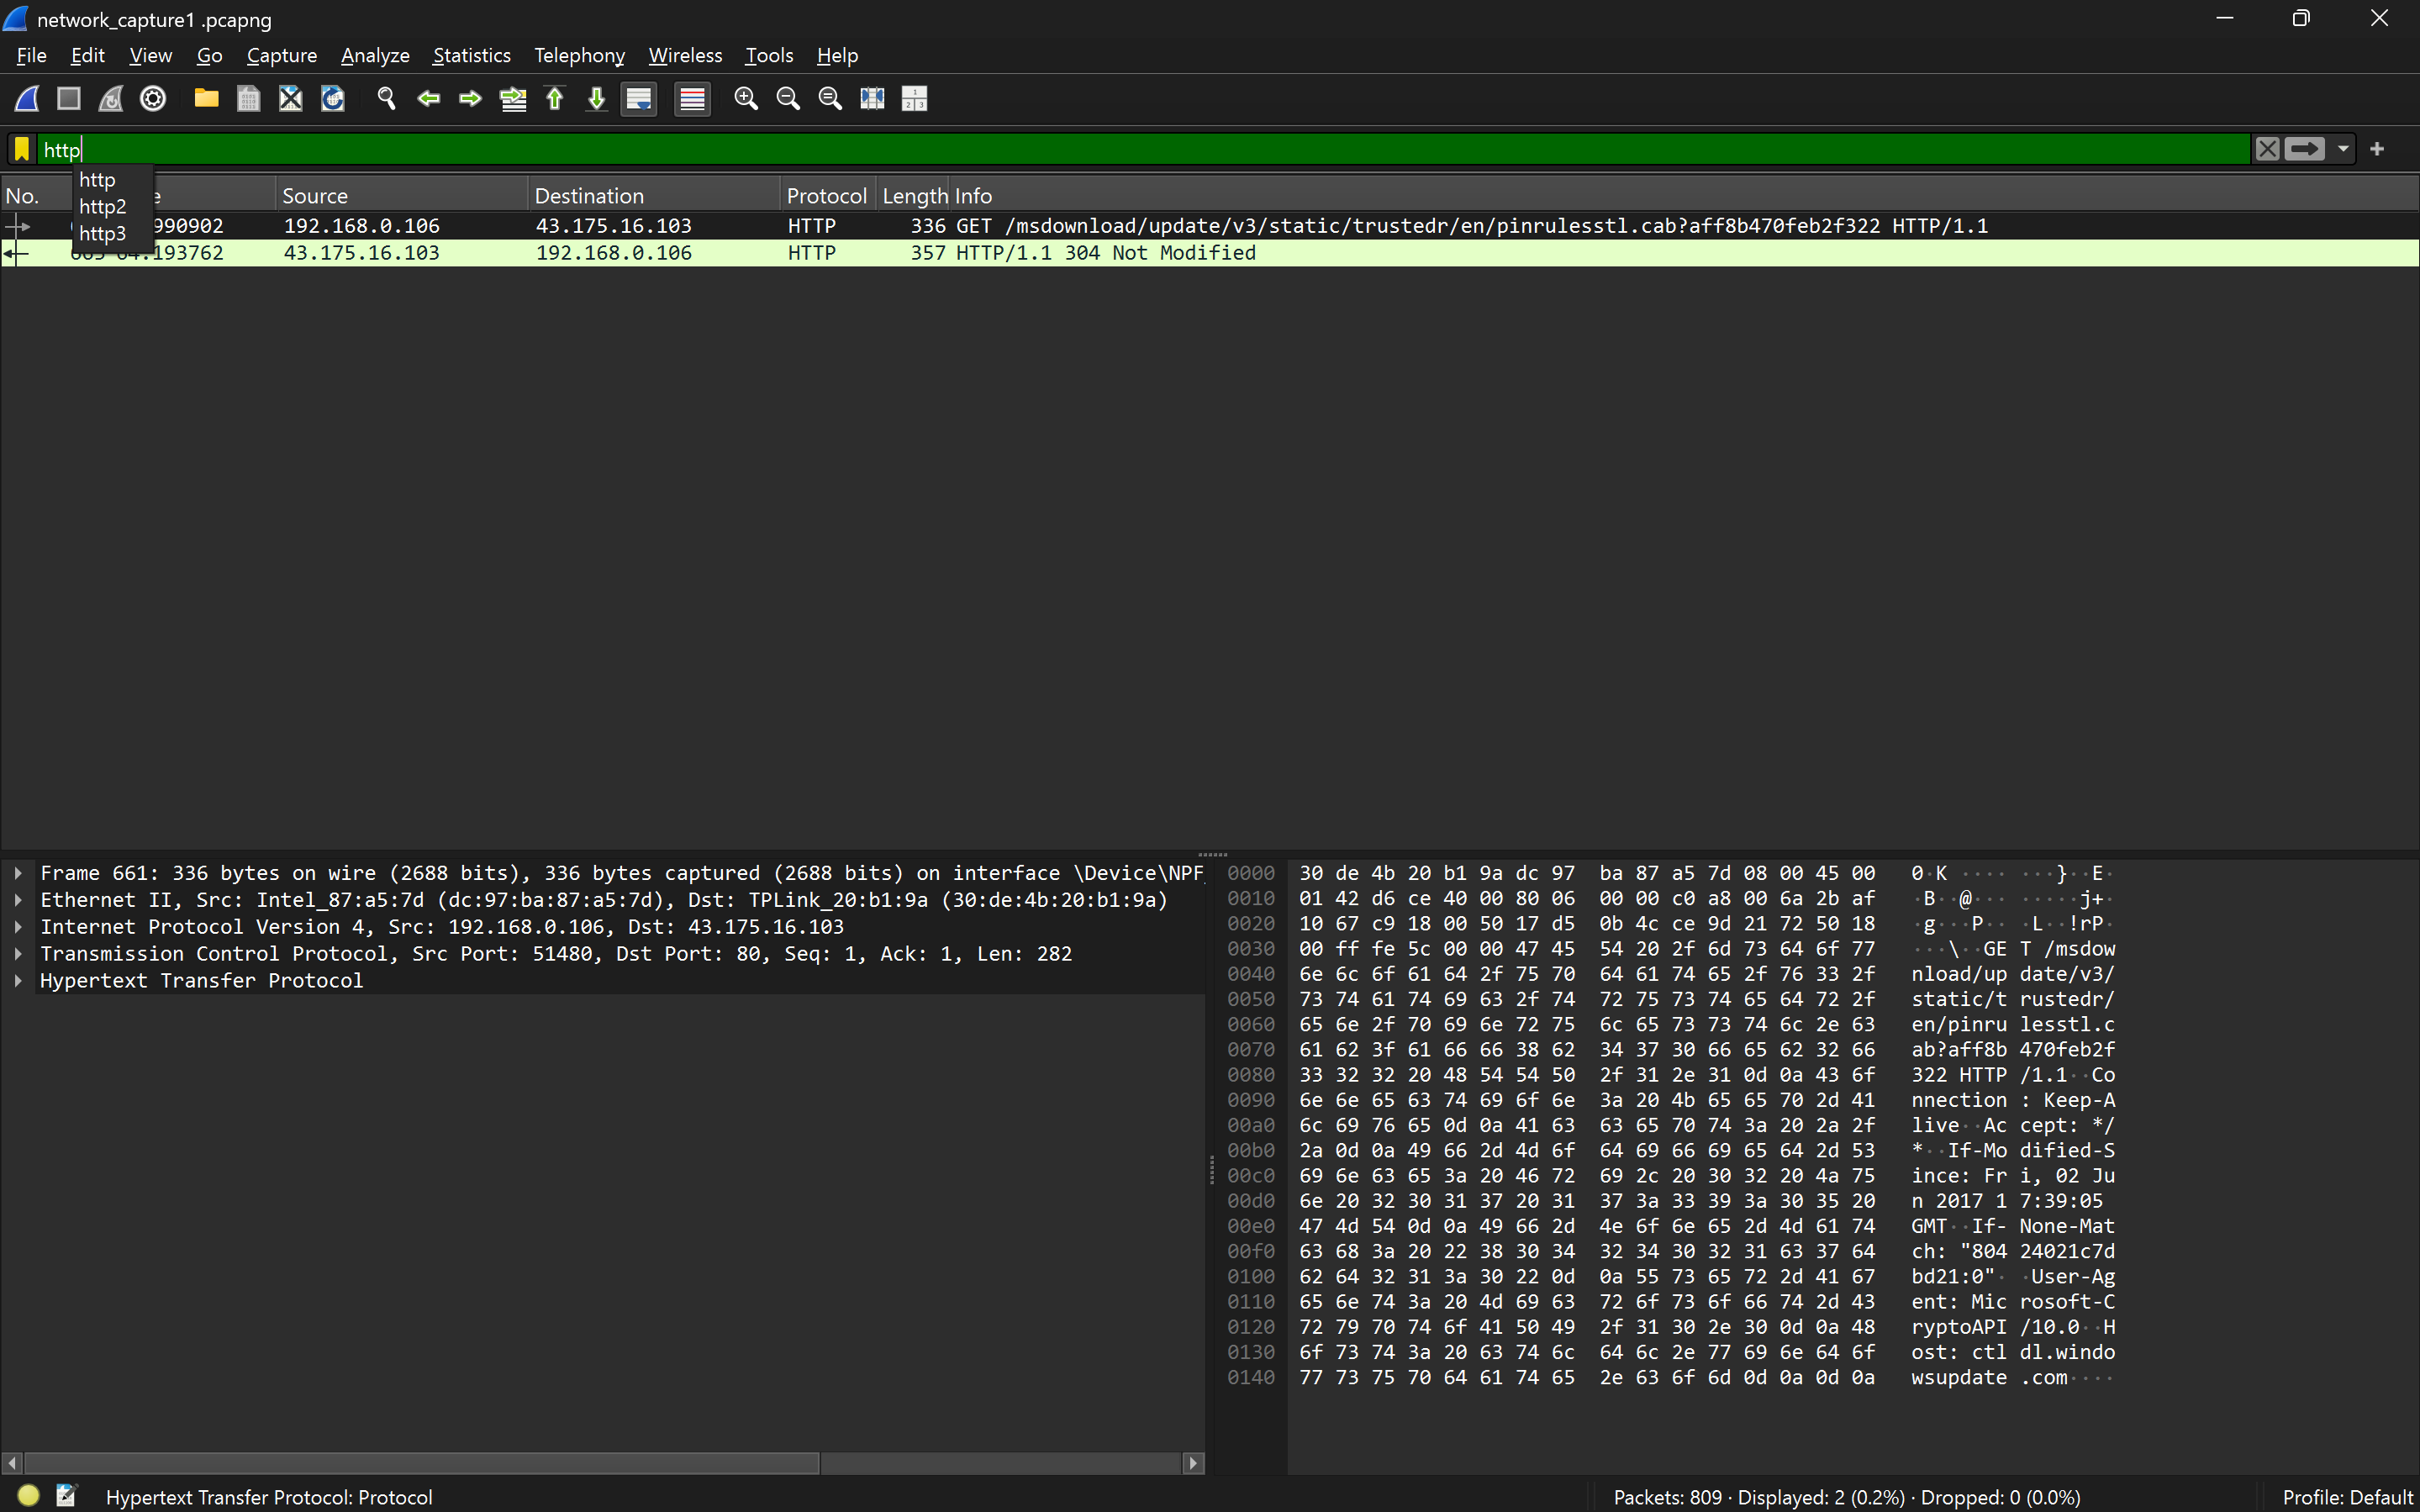 network_capture1 .pcapng
File Edit View Go Capture Analyze Statistics Telephony Wireless Tools Help
http
http
http2
http3
No. Source Destination Protocol Length Info
990902 192.168.0.106 43.175.16.103 HTTP 336 GET /msdownload/update/v3/static/trustedr/en/pinrulesstl.cab?aff8b470feb2f322 HTTP/1.1
193762 43.175.16.103 192.168.0.106 HTTP 357 HTTP/1.1 304 Not Modified
Frame 661: 336 bytes on wire (2688 bits), 336 bytes captured (2688 bits) on interface \Device\NPF_
Ethernet II, Src: Intel_87:a5:7d (dc:97:ba:87:a5:7d), Dst: TPLink_20:b1:9a (30:de:4b:20:b1:9a)
Internet Protocol Version 4, Src: 192.168.0.106, Dst: 43.175.16.103
Transmission Control Protocol, Src Port: 51480, Dst Port: 80, Seq: 1, Ack: 1, Len: 282
Hypertext Transfer Protocol
0000 30 de 4b 20 b1 9a dc 97 ba 87 a5 7d 08 00 45 00 0·K ···· ···}··E·
0010 01 42 d6 ce 40 00 80 06 00 00 c0 a8 00 6a 2b af ·B··@··· ·····j+·
0020 10 67 c9 18 00 50 17 d5 0b 4c ce 9d 21 72 50 18 ·g···P·· ·L··!rP·
0030 00 ff fe 5c 00 00 47 45 54 20 2f 6d 73 64 6f 77 ···\··GE T /msdow
0040 6e 6c 6f 61 64 2f 75 70 64 61 74 65 2f 76 33 2f nload/up date/v3/
0050 73 74 61 74 69 63 2f 74 72 75 73 74 65 64 72 2f static/t rustedr/
0060 65 6e 2f 70 69 6e 72 75 6c 65 73 73 74 6c 2e 63 en/pinru lesstl.c
0070 61 62 3f 61 66 66 38 62 34 37 30 66 65 62 32 66 ab?aff8b 470feb2f
0080 33 32 32 20 48 54 54 50 2f 31 2e 31 0d 0a 43 6f 322 HTTP /1.1··Co
0090 6e 6e 65 63 74 69 6f 6e 3a 20 4b 65 65 70 2d 41 nnection : Keep-A
00a0 6c 69 76 65 0d 0a 41 63 63 65 70 74 3a 20 2a 2f live··Ac cept: */
00b0 2a 0d 0a 49 66 2d 4d 6f 64 69 66 69 65 64 2d 53 *··If-Mo dified-S
00c0 69 6e 63 65 3a 20 46 72 69 2c 20 30 32 20 4a 75 ince: Fr i, 02 Ju
00d0 6e 20 32 30 31 37 20 31 37 3a 33 39 3a 30 35 20 n 2017 1 7:39:05
00e0 47 4d 54 0d 0a 49 66 2d 4e 6f 6e 65 2d 4d 61 74 GMT··If- None-Mat
00f0 63 68 3a 20 22 38 30 34 32 34 30 32 31 63 37 64 ch: "804 24021c7d
0100 62 64 32 31 3a 30 22 0d 0a 55 73 65 72 2d 41 67 bd21:0"· ·User-Ag
0110 65 6e 74 3a 20 4d 69 63 72 6f 73 6f 66 74 2d 43 ent: Mic rosoft-C
0120 72 79 70 74 6f 41 50 49 2f 31 30 2e 30 0d 0a 48 ryptoAPI /10.0··H
0130 6f 73 74 3a 20 63 74 6c 64 6c 2e 77 69 6e 64 6f ost: ctl dl.windo
0140 77 73 75 70 64 61 74 65 2e 63 6f 6d 0d 0a 0d 0a wsupdate .com····
Hypertext Transfer Protocol: Protocol Packets: 809 · Displayed: 2 (0.2%) · Dropped: 0 (0.0%) Profile: Default